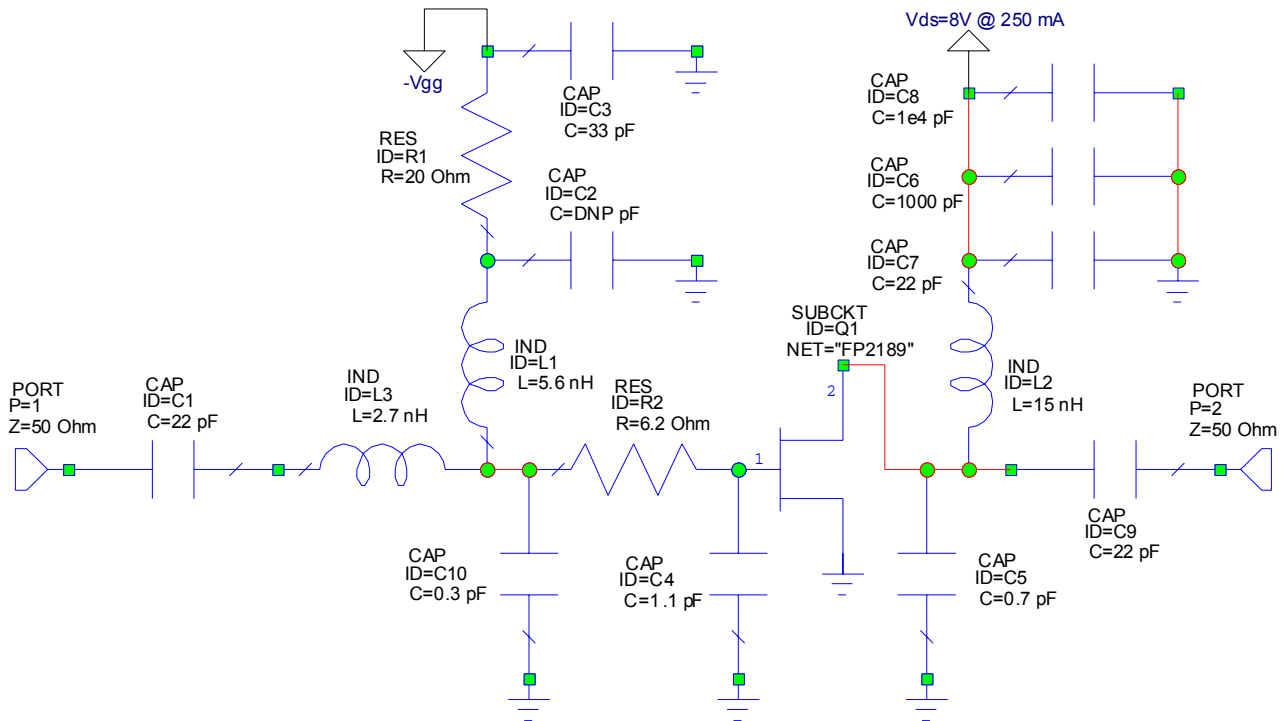 Vds=8V @ 250 mA
-Vgg
CAP
ID=C3
C=33 pF
CAP
ID=C8
C=1e4 pF
RES
ID=R1
R=20 Ohm
CAP
ID=C2
C=DNP pF
CAP
ID=C6
C=1000 pF
CAP
ID=C7
C=22 pF
SUBCKT
ID=Q1
NET="FP2189"
IND
ID=L1
L=5.6 nH
IND
ID=L2
L=15 nH
PORT
P=1
Z=50 Ohm
CAP
ID=C1
C=22 pF
IND
ID=L3
L=2.7 nH
RES
ID=R2
R=6.2 Ohm
2
1
PORT
P=2
Z=50 Ohm
CAP
ID=C9
C=22 pF
CAP
ID=C10
C=0.3 pF
CAP
ID=C4
C=1.1 pF
CAP
ID=C5
C=0.7 pF